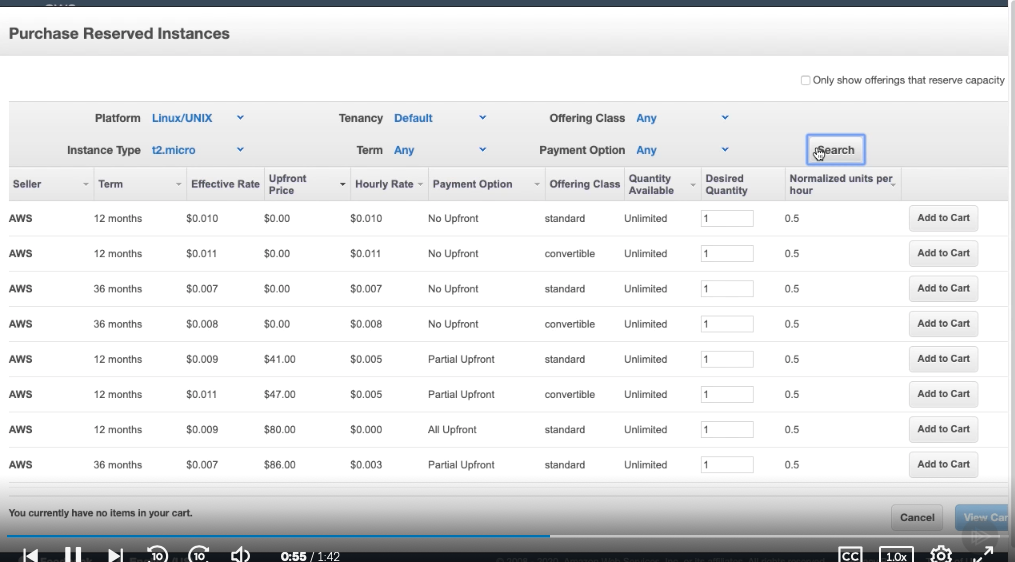 Purchase Reserved Instances
Only show offerings that reserve capacity
Platform Linux/UNIX Tenancy Default Offering Class Any
Instance Type t2.micro Term Any Payment Option Any Search
Seller Term Effective Rate Upfront Price Hourly Rate Payment Option Offering Class Quantity Available Desired Quantity Normalized units per hour
AWS 12 months $0.010 $0.00 $0.010 No Upfront standard Unlimited 1 0.5 Add to Cart
AWS 12 months $0.011 $0.00 $0.011 No Upfront convertible Unlimited 1 0.5 Add to Cart
AWS 36 months $0.007 $0.00 $0.007 No Upfront standard Unlimited 1 0.5 Add to Cart
AWS 36 months $0.008 $0.00 $0.008 No Upfront convertible Unlimited 1 0.5 Add to Cart
AWS 12 months $0.009 $41.00 $0.005 Partial Upfront standard Unlimited 1 0.5 Add to Cart
AWS 12 months $0.011 $47.00 $0.005 Partial Upfront convertible Unlimited 1 0.5 Add to Cart
AWS 12 months $0.009 $80.00 $0.000 All Upfront standard Unlimited 1 0.5 Add to Cart
AWS 36 months $0.007 $86.00 $0.003 Partial Upfront standard Unlimited 1 0.5 Add to Cart
You currently have no items in your cart. Cancel View Car
10 10 0:55 / 1:42 CC 1.0x